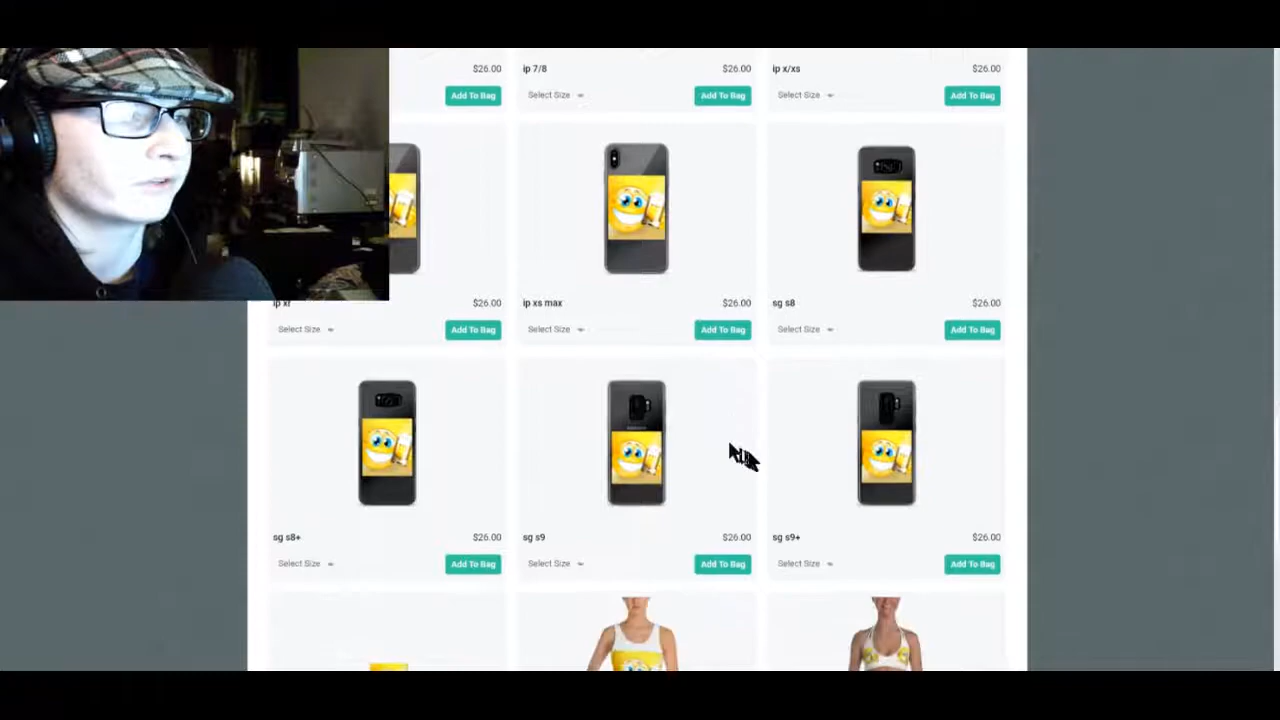 $26.00 ip 7/8 $26.00 ip x/xs $26.00
Add To Bag Select Size Add To Bag Select Size Add To Bag
ip xr $26.00 ip xs max $26.00 sg s8 $26.00
Select Size Add To Bag Select Size Add To Bag Select Size Add To Bag
sg s8+ $26.00 sg s9 $26.00 sg s9+ $26.00
Select Size Add To Bag Select Size Add To Bag Select Size Add To Bag